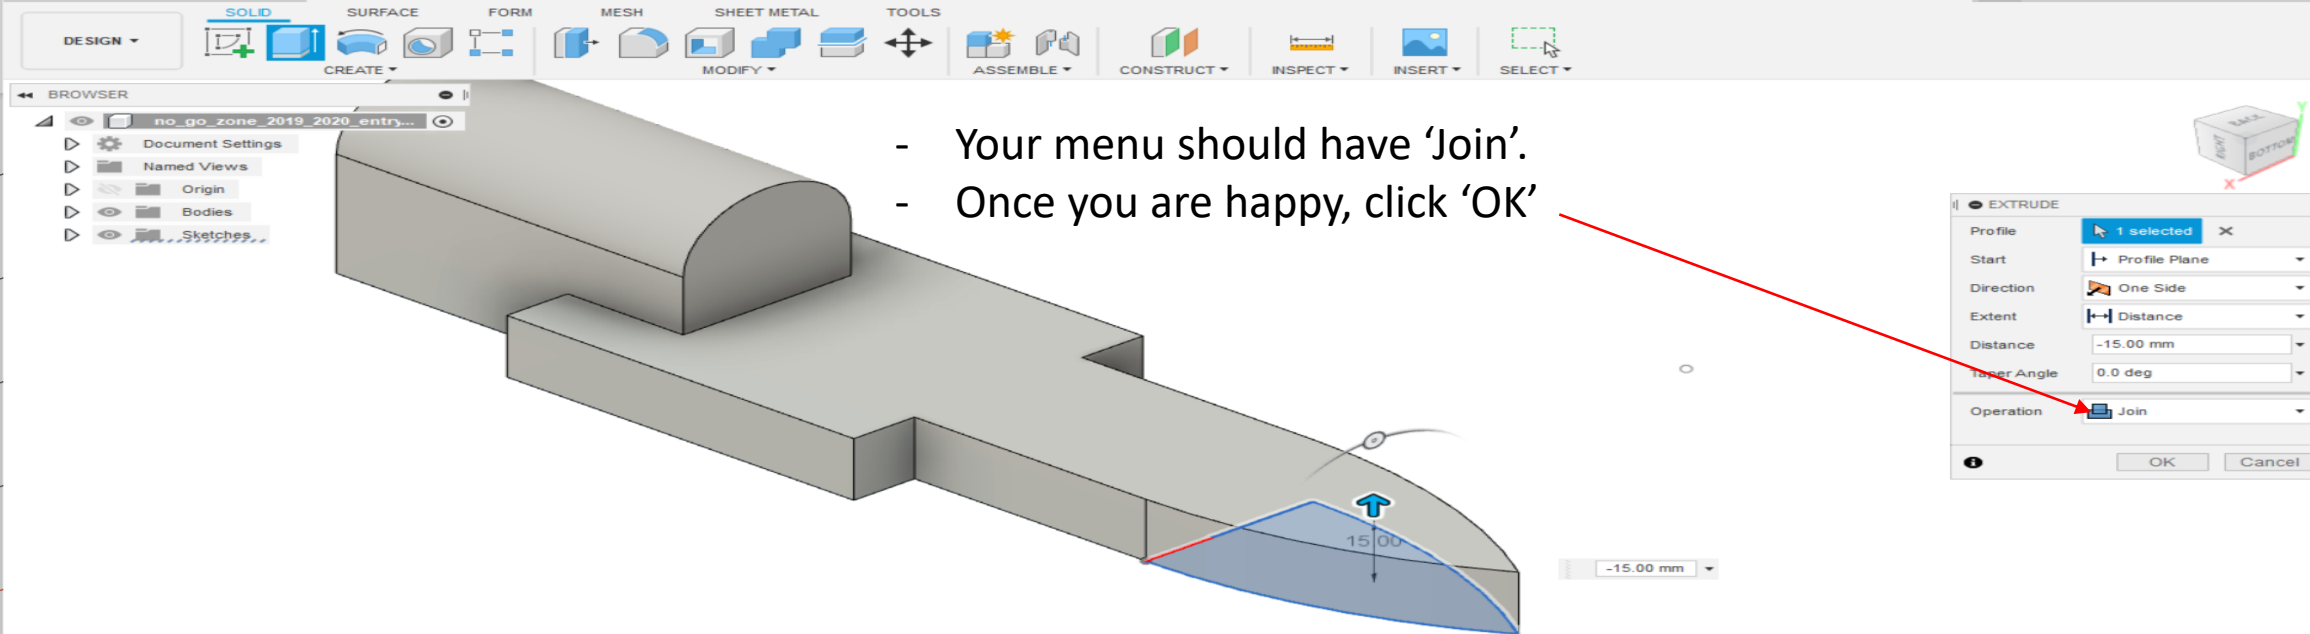 SOLID SURFACE FORM MESH SHEET METAL TOOLS
DESIGN
CREATE MODIFY ASSEMBLE CONSTRUCT INSPECT INSERT SELECT
BROWSER
no_go_zone_2019_2020_entry...
Document Settings
Named Views
Origin
Bodies
Sketches
- Your menu should have ‘Join’.
- Once you are happy, click ‘OK’
BACK
RIGHT
BOTTOM
Y
X
EXTRUDE
Profile 1 selected
Start Profile Plane
Direction One Side
Extent Distance
Distance -15.00 mm
Taper Angle 0.0 deg
Operation Join
OK Cancel
15.00
-15.00 mm